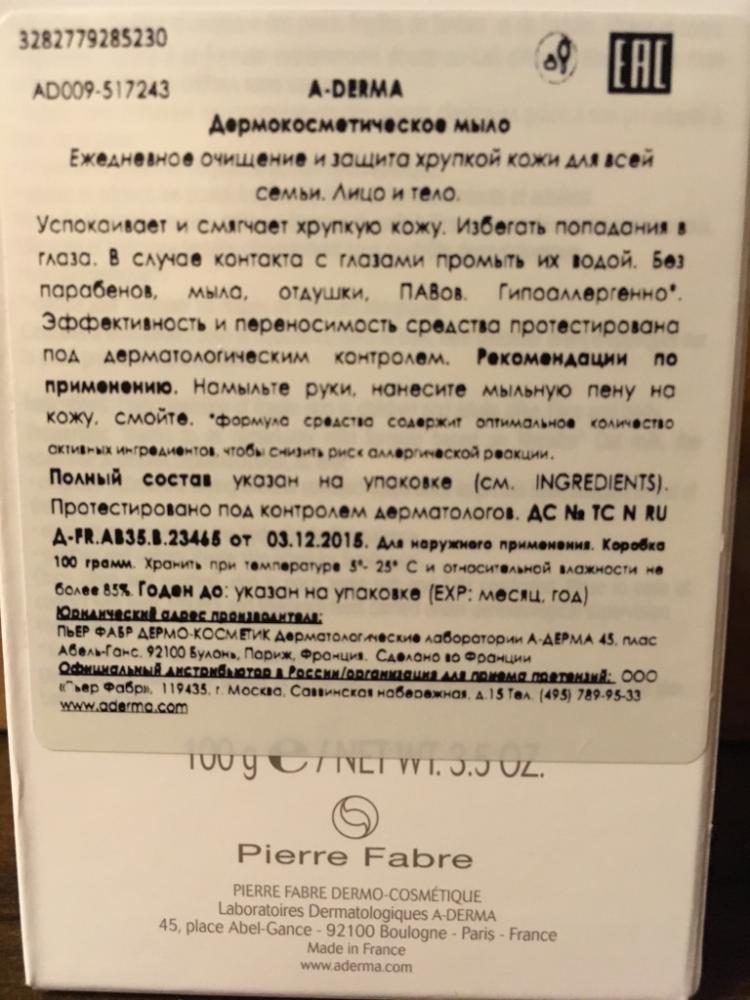 3282779285230
EAC
AD009-517243
A-DERMA
Дермокосметическое мыло
Ежедневное очищение и защита хрупкой кожи для всей
семьи. Лицо и тело.
Успокаивает и смягчает хрупкую кожу. Избегать попадания в
глаза. В случае контакта с глазами промыть их водой. Без
парабенов, мыла, отдушки, ПАВов. Гипоаллергенно*.
Эффективность и переносимость средства протестирована
под дерматологическим контролем. Рекомендации по
применению. Намыльте руки, нанесите мыльную пену на
кожу, смойте. *формула средства содержит оптимальное количество
активных ингредиентов, чтобы снизить риск аллергической реакции.
Полный состав указан на упаковке (см. INGREDIENTS).
Протестировано под контролем дерматологов. ДС № ТС N RU
Д-FR.АВ35.В.23465 от 03.12.2015. Для наружного применения. Коробка
100 грамм. Хранить при температуре 5°- 25° С и относительной влажности не
более 85%. Годен до: указан на упаковке (EXP: месяц, год)
Юридический адрес производителя:
ПЬЕР ФАБР ДЕРМО-КОСМЕТИК Дерматологические лаборатории А-ДЕРМА 45, плас
Абель-Ганс, 92100 Булонь, Париж, Франция. Сделано во Франции
Официальный дистрибьютор в России/организация для приема претензий: ООО
«Пьер Фабр», 119435, г. Москва, Саввинская набережная, д.15 Тел. (495) 789-95-33
www.aderma.com
100 g e / NET WT. 3.5 OZ.
Pierre Fabre
PIERRE FABRE DERMO-COSMÉTIQUE
Laboratoires Dermatologiques A-DERMA
45, place Abel-Gance - 92100 Boulogne - Paris - France
Made in France
www.aderma.com